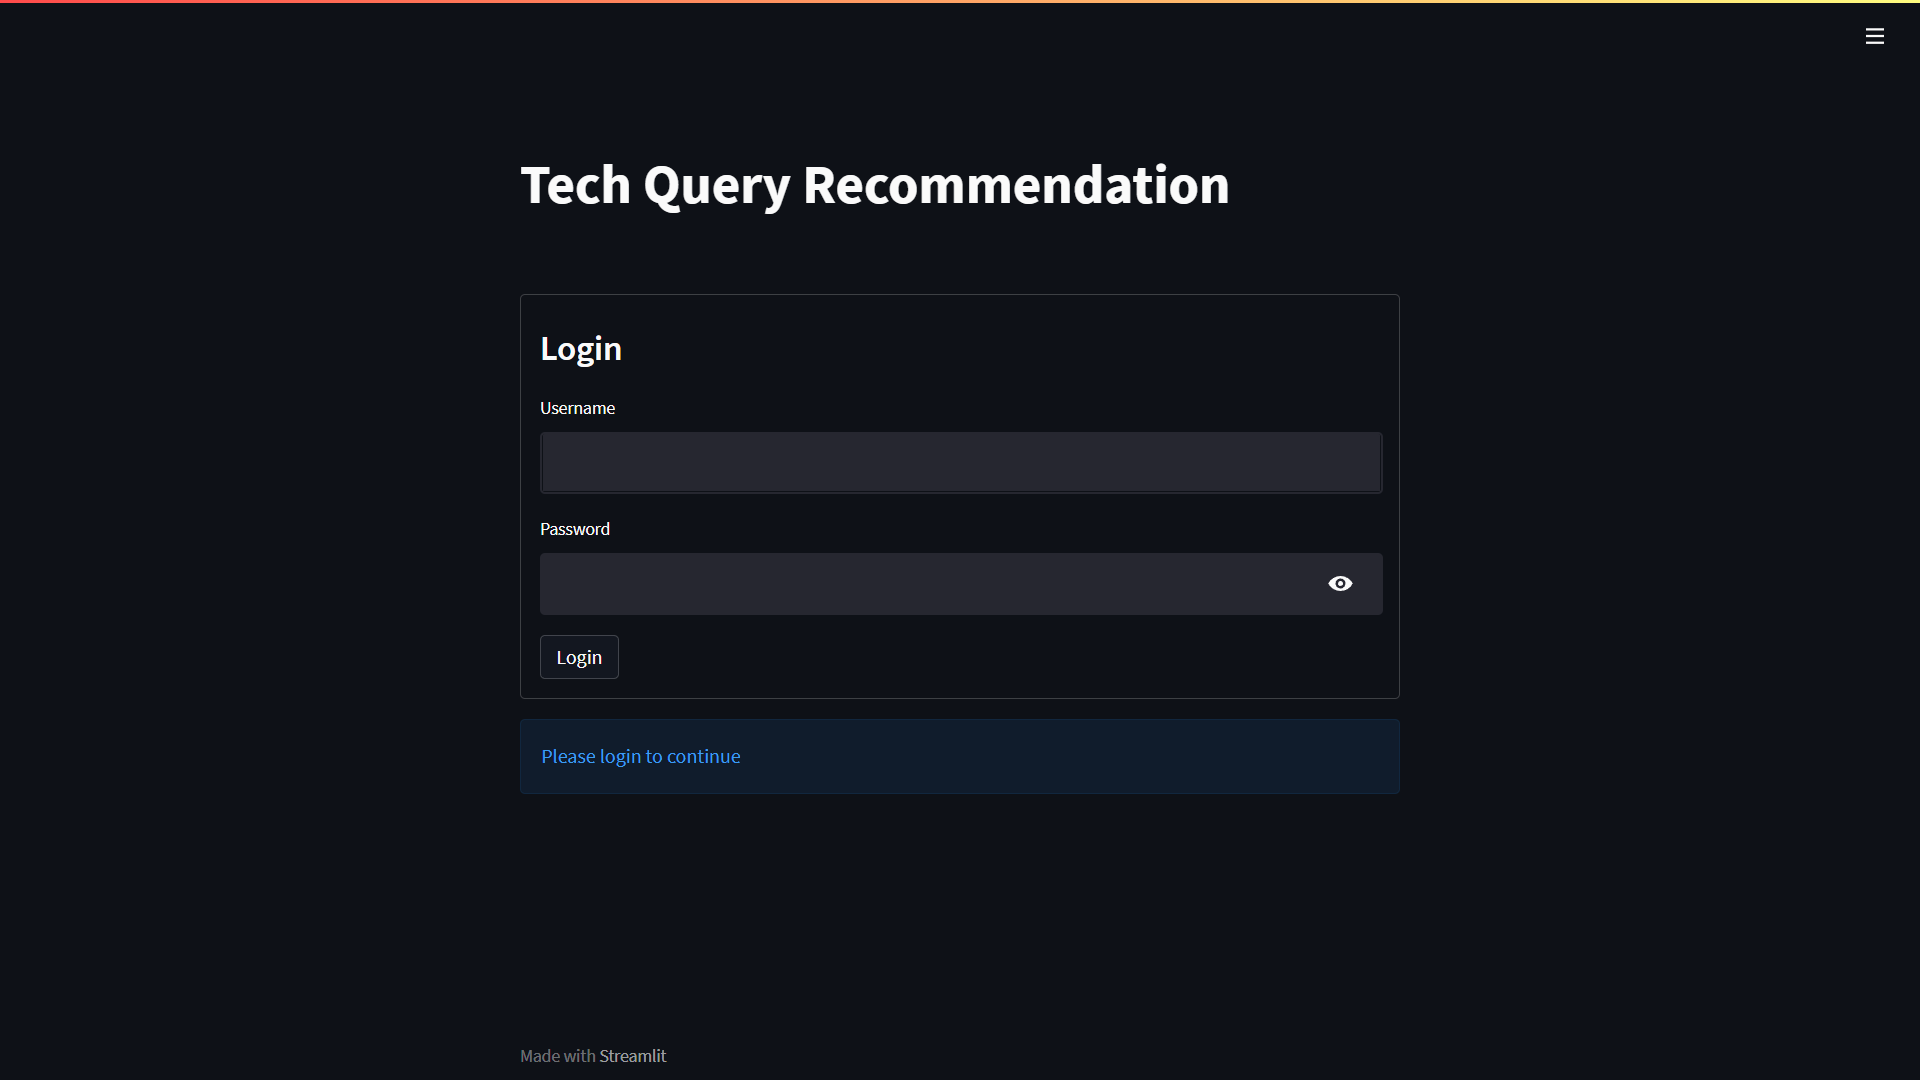 Tech Query Recommendation
Login
Username
Password
Login
Please login to continue
Made with Streamlit